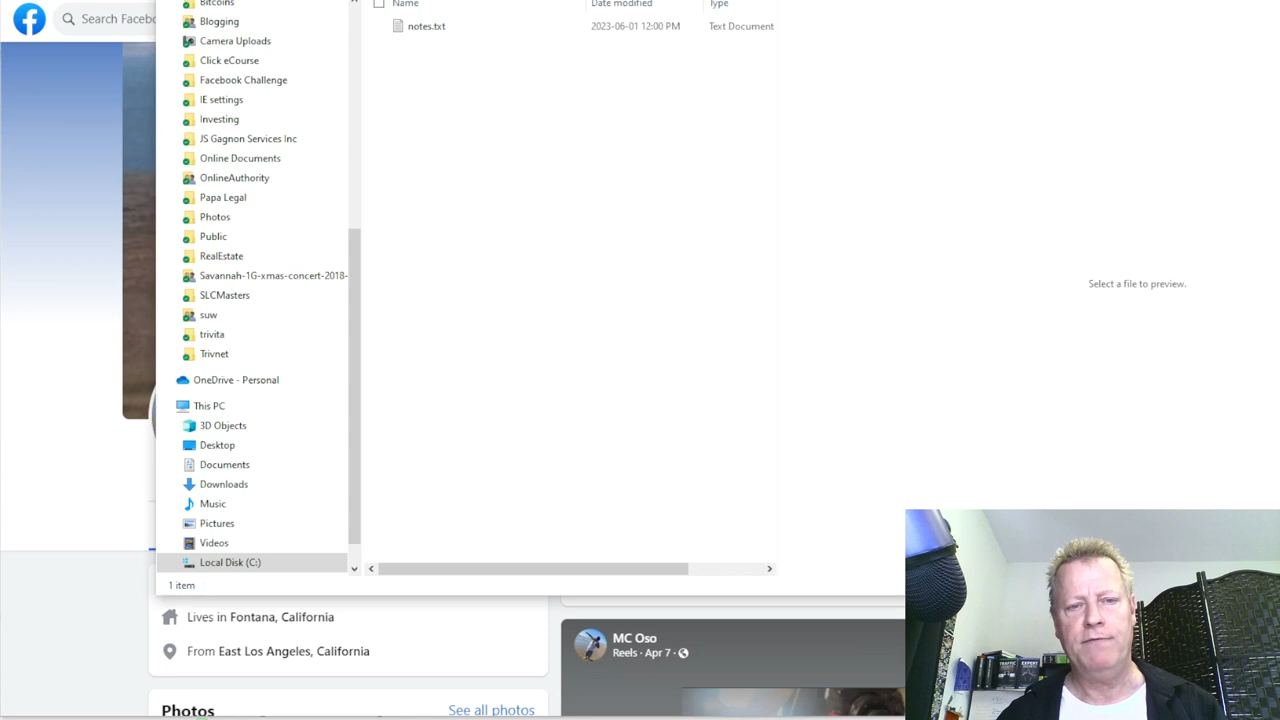 Search Facebo
Bitcoins
Blogging
Camera Uploads
Click eCourse
Facebook Challenge
IE settings
Investing
JS Gagnon Services Inc
Online Documents
OnlineAuthority
Papa Legal
Photos
Public
RealEstate
Savannah-1G-xmas-concert-2018-
SLCMasters
suw
trivita
Trivnet
OneDrive - Personal
This PC
3D Objects
Desktop
Documents
Downloads
Music
Pictures
Videos
Local Disk (C:)
1 item
Name Date modified Type
notes.txt 2023-06-01 12:00 PM Text Document
Select a file to preview.
Lives in Fontana, California
From East Los Angeles, California
Photos See all photos
MC Oso
Reels · Apr 7 ·
TRAFFIC
EXPERT